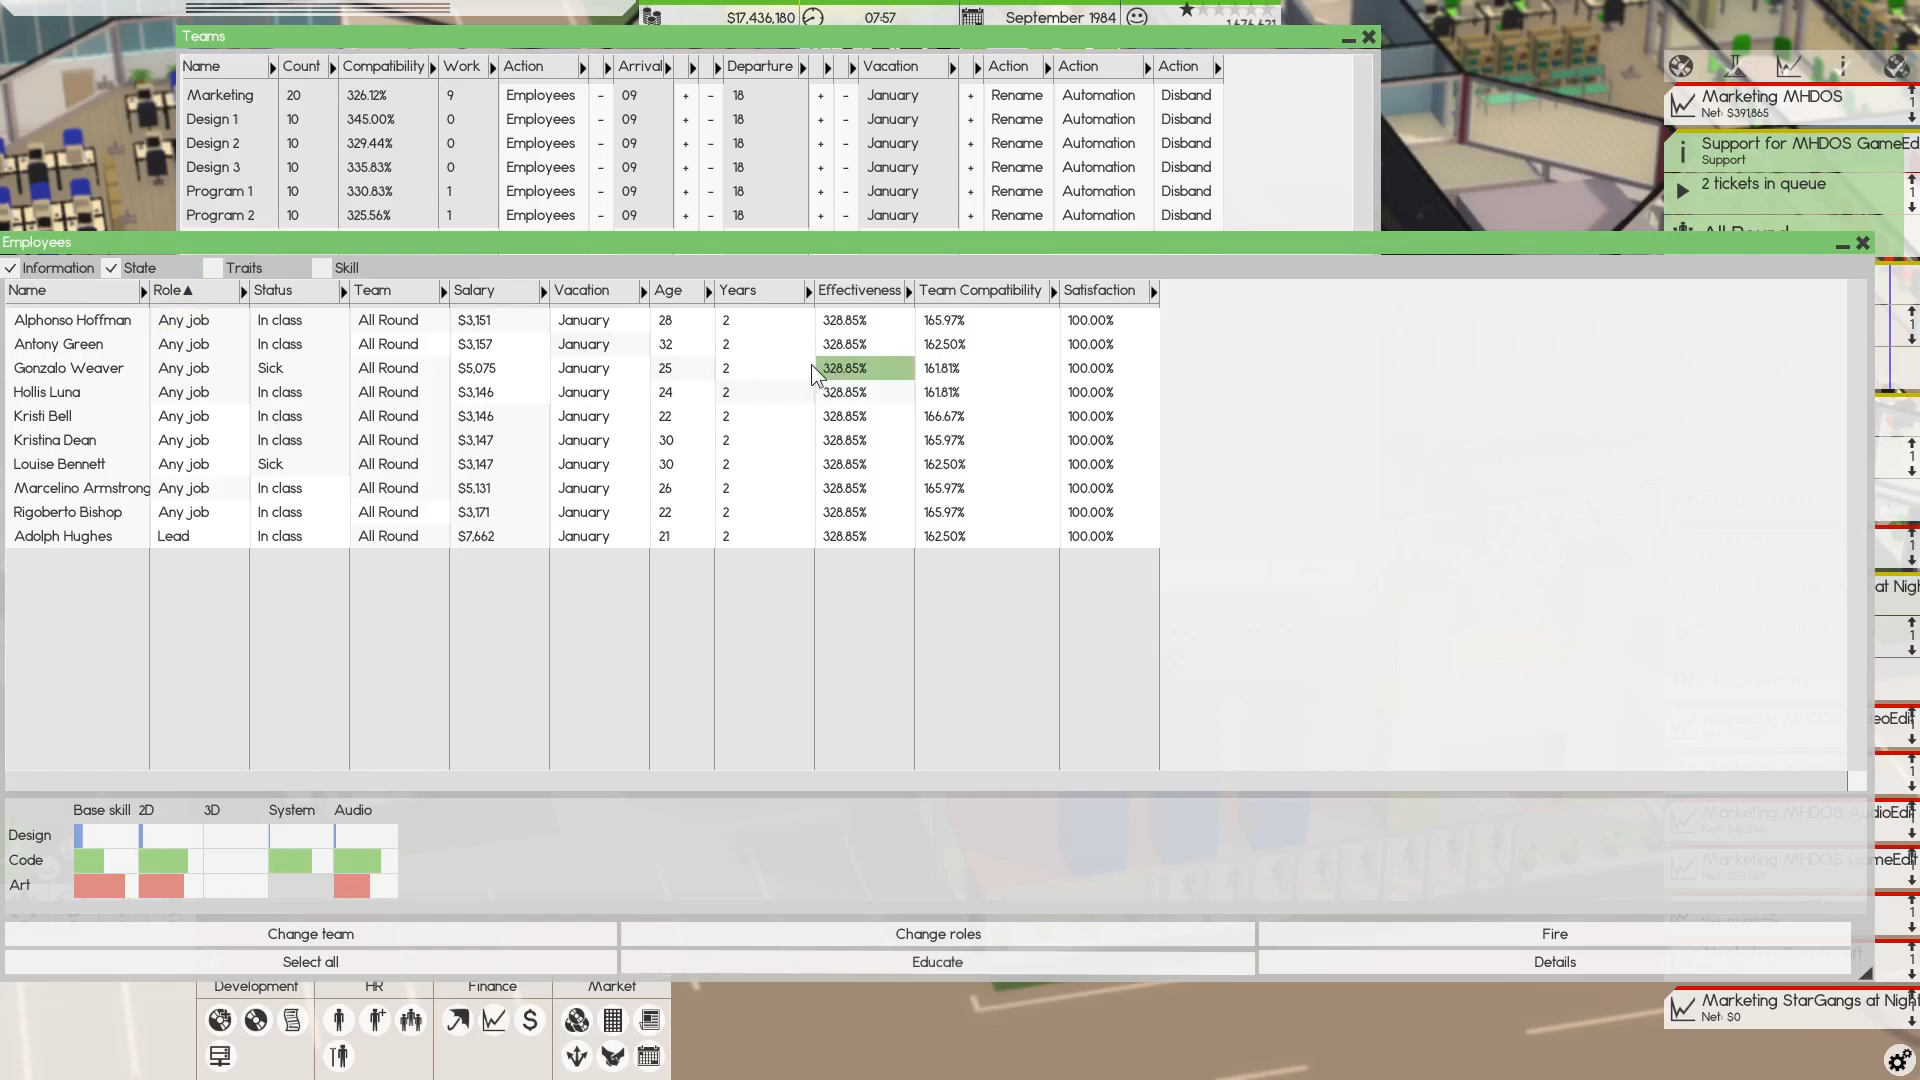 $17,436,180 07:57 September 1984
Teams
Name Count Compatibility Work Action Arrival Departure Vacation Action Action Action
Marketing 20 326.12% 9 Employees - 09 + - 18 + - January + Rename Automation Disband
Design 1 10 345.00% 0 Employees - 09 + - 18 + - January + Rename Automation Disband
Design 2 10 329.44% 0 Employees - 09 + - 18 + - January + Rename Automation Disband
Design 3 10 335.83% 0 Employees - 09 + - 18 + - January + Rename Automation Disband
Program 1 10 330.83% 1 Employees - 09 + - 18 + - January + Rename Automation Disband
Program 2 10 325.56% 1 Employees - 09 + - 18 + - January + Rename Automation Disband
Marketing MHDOS 1
Net: $391,865
Support for MHDOS GameEd
Support
2 tickets in queue 1
Employees
Information State Traits Skill
Name Role Status Team Salary Vacation Age Years Effectiveness Team Compatibility Satisfaction
Alphonso Hoffman Any job In class All Round $3,151 January 28 2 328.85% 165.97% 100.00%
Antony Green Any job In class All Round $3,157 January 32 2 328.85% 162.50% 100.00%
Gonzalo Weaver Any job Sick All Round $5,075 January 25 2 328.85% 161.81% 100.00%
Hollis Luna Any job In class All Round $3,146 January 24 2 328.85% 161.81% 100.00%
Kristi Bell Any job In class All Round $3,146 January 22 2 328.85% 166.67% 100.00%
Kristina Dean Any job In class All Round $3,147 January 30 2 328.85% 165.97% 100.00%
Louise Bennett Any job Sick All Round $3,147 January 30 2 328.85% 162.50% 100.00%
Marcelino Armstrong Any job In class All Round $5,131 January 26 2 328.85% 165.97% 100.00%
Rigoberto Bishop Any job In class All Round $3,171 January 22 2 328.85% 165.97% 100.00%
Adolph Hughes Lead In class All Round $7,662 January 21 2 328.85% 162.50% 100.00%
at Nigh
Base skill 2D 3D System Audio
Design
Code
Art
Marketing MHDOS AudioEdit
Net: $42,596
Marketing MHDOS GameEdit
Net: $59,559
Change team Change roles Fire
Select all Educate Details
Development HR Finance Market
Marketing StarGangs at Night
Net: $0